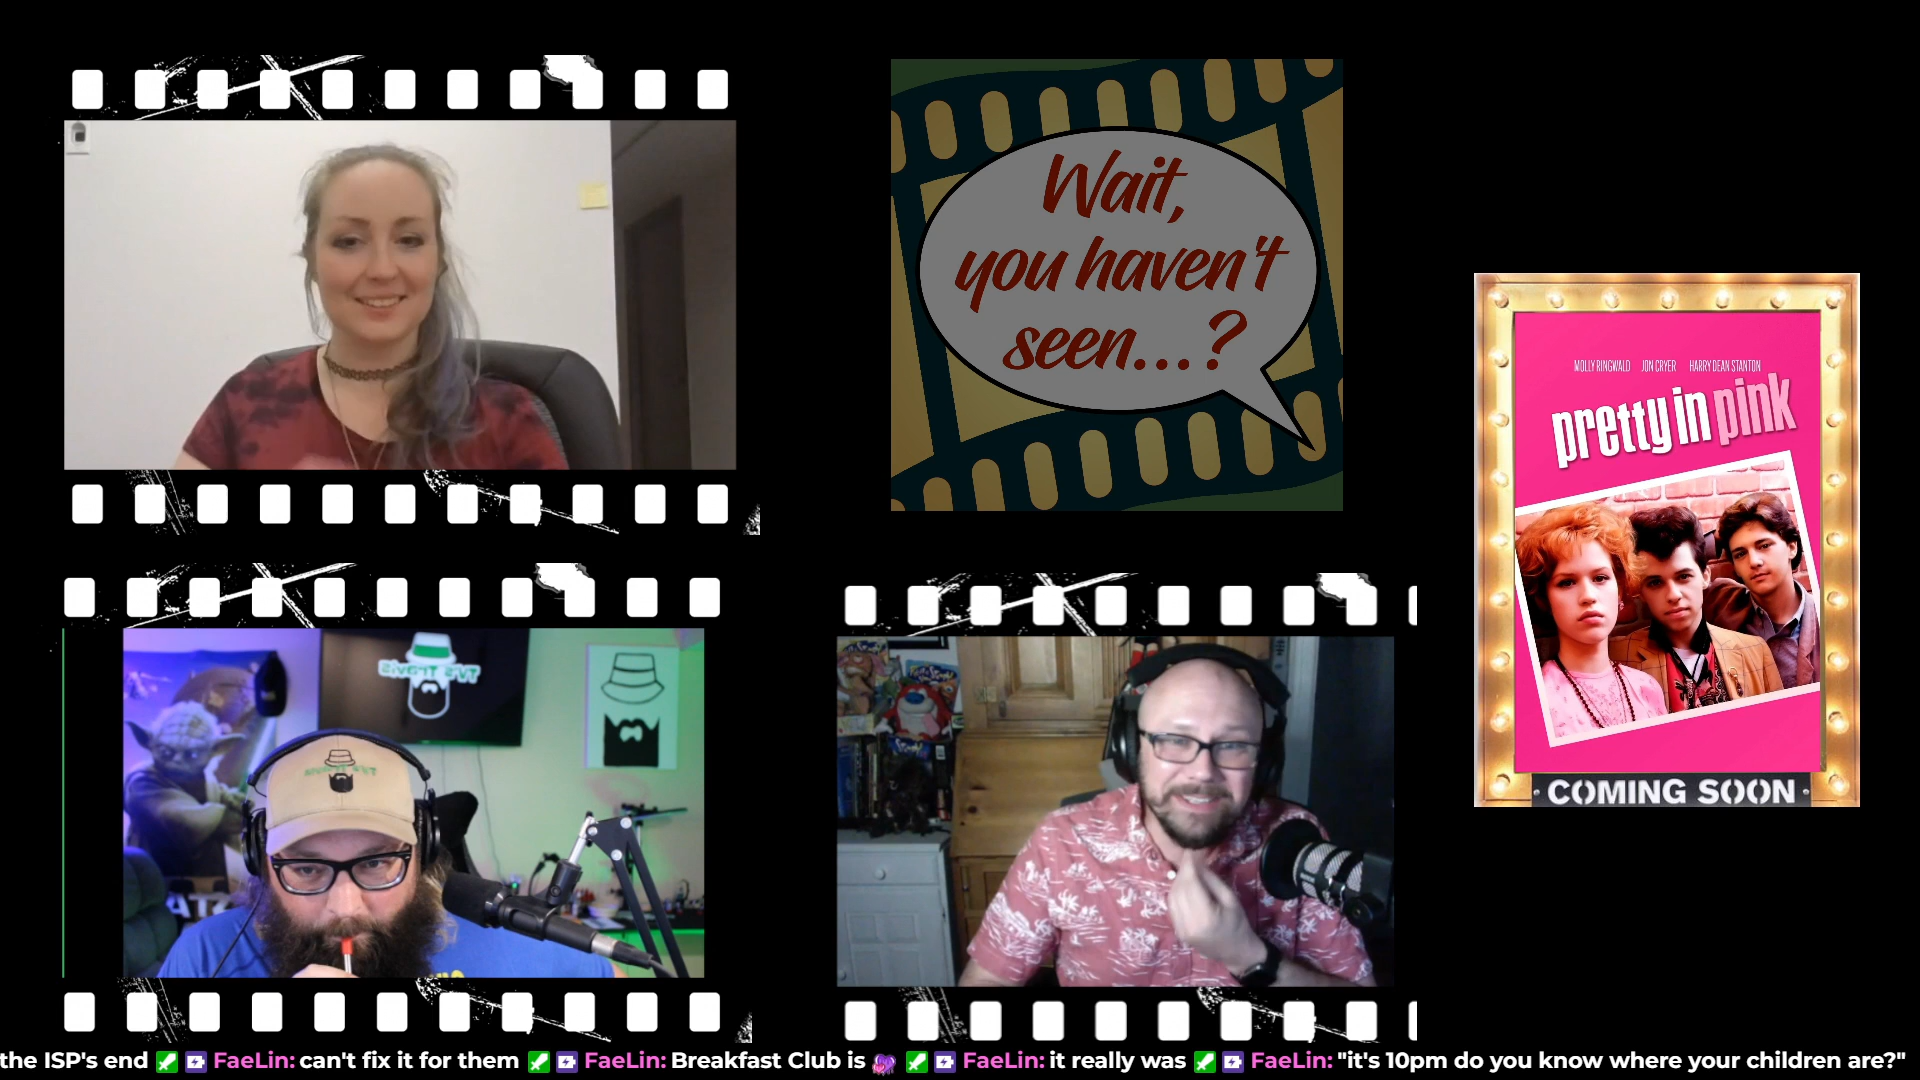 Wait,
you haven't
seen...?
MOLLY RINGWALD JON CRYER HARRY DEAN STANTON
pretty in pink
COMING SOON
the ISP's end FaeLin: can't fix it for them FaeLin: Breakfast Club is FaeLin: it really was FaeLin: "it's 10pm do you know where your children are?"